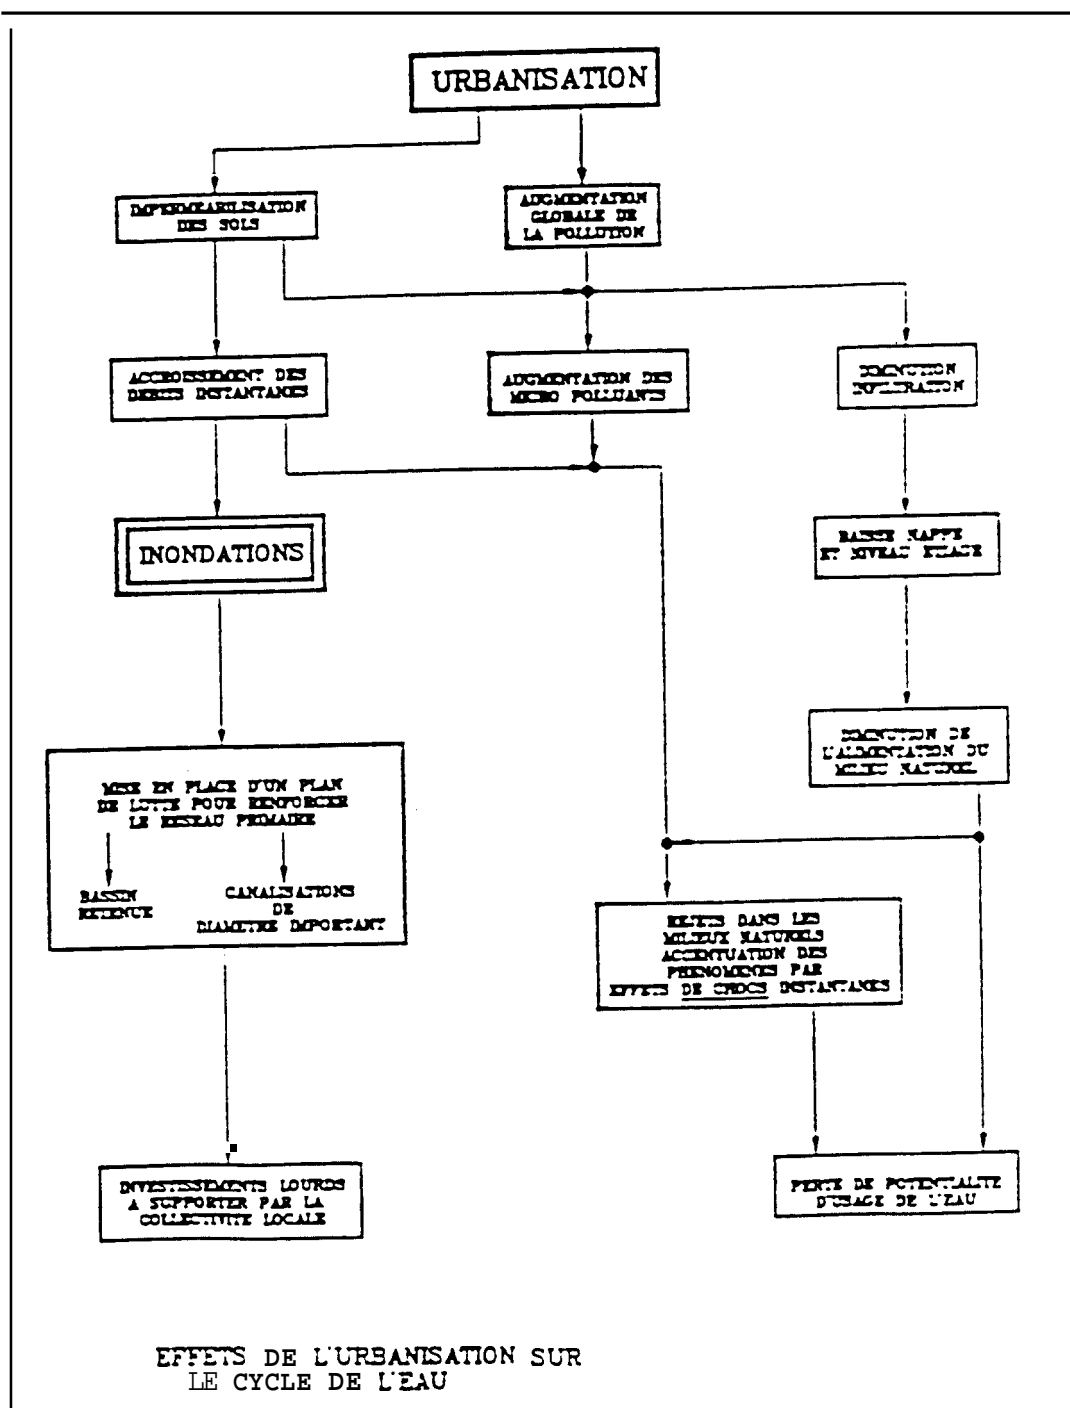 URBANISATION
IMPERMEABILISATION
DES SOLS
AUGMENTATION
GLOBALE DE
LA POLLUTION
ACCROISSEMENT DES
DEBITS INSTANTANES
AUGMENTATION DES
MICRO POLLUANTS
DIMINUTION
INFILTRATION
INONDATIONS
BAISSE NAPPE
ET NIVEAU ETIAGE
DIMINUTION DE
L'ALIMENTATION DU
MILIEU NATUREL
MISE EN PLACE D'UN PLAN
DE LUTTE POUR RENFORCER
LE RESEAU PRIMAIRE
BASSIN
RETENUE
CANALISATIONS
DE
DIAMETRE IMPORTANT
REJETS DANS LES
MILIEUX NATURELS
ACCENTUATION DES
PHENOMENES PAR
EFFETS DE CHOCS INSTANTANES
INVESTISSEMENTS LOURDS
A SUPPORTER PAR LA
COLLECTIVITE LOCALE
PERTE DE POTENTIALITE
D'USAGE DE L'EAU
EFFETS DE L'URBANISATION SUR
LE CYCLE DE L'EAU